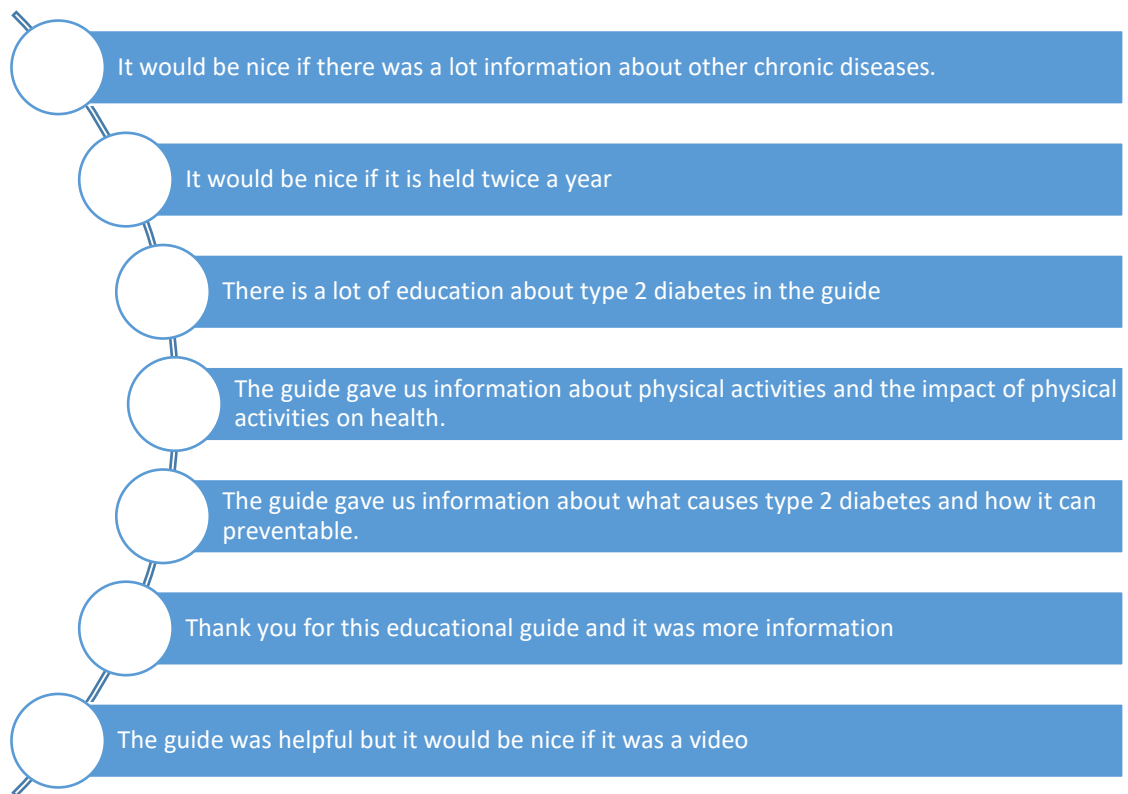 It would be nice if there was a lot information about other chronic diseases.
It would be nice if it is held twice a year
There is a lot of education about type 2 diabetes in the guide
The guide gave us information about physical activities and the impact of physical
activities on health.
The guide gave us information about what causes type 2 diabetes and how it can
preventable.
Thank you for this educational guide and it was more information
The guide was helpful but it would be nice if it was a video